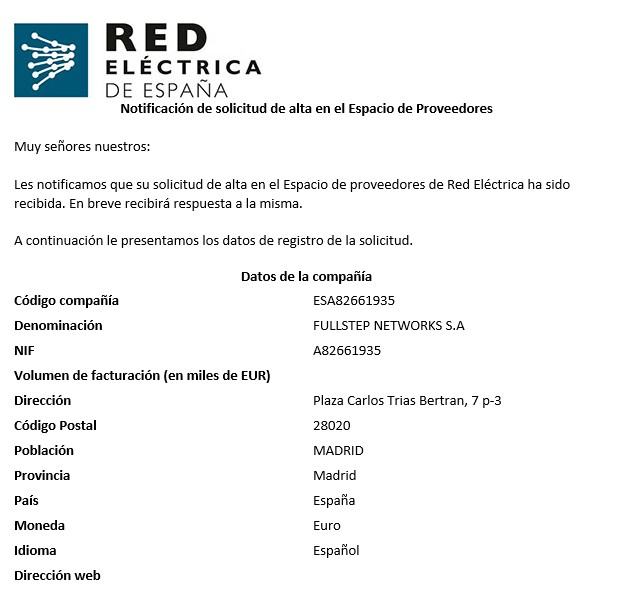 RED
ELÉCTRICA
DE ESPAÑA
Notificación de solicitud de alta en el Espacio de Proveedores
Muy señores nuestros:
Les notificamos que su solicitud de alta en el Espacio de proveedores de Red Eléctrica ha sido
recibida. En breve recibirá respuesta a la misma.
A continuación le presentamos los datos de registro de la solicitud.
Datos de la compañía
Código compañía ESA82661935
Denominación FULLSTEP NETWORKS S.A
NIF A82661935
Volumen de facturación (en miles de EUR)
Dirección Plaza Carlos Trias Bertran, 7 p-3
Código Postal 28020
Población MADRID
Provincia Madrid
País España
Moneda Euro
Idioma Español
Dirección web